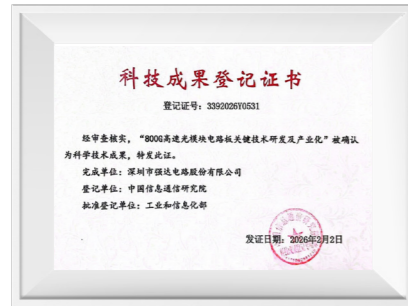 科技成果登记证书
登记证号：3392026Y0531
经审查核实，“800G高速光模块电路板关键技术研发及产业化”被确认
为科学技术成果，特发此证。
完成单位：深圳市强达电路股份有限公司
登记单位：中国信息通信研究院
批准登记单位：工业和信息化部
发证日期：2026年2月2日